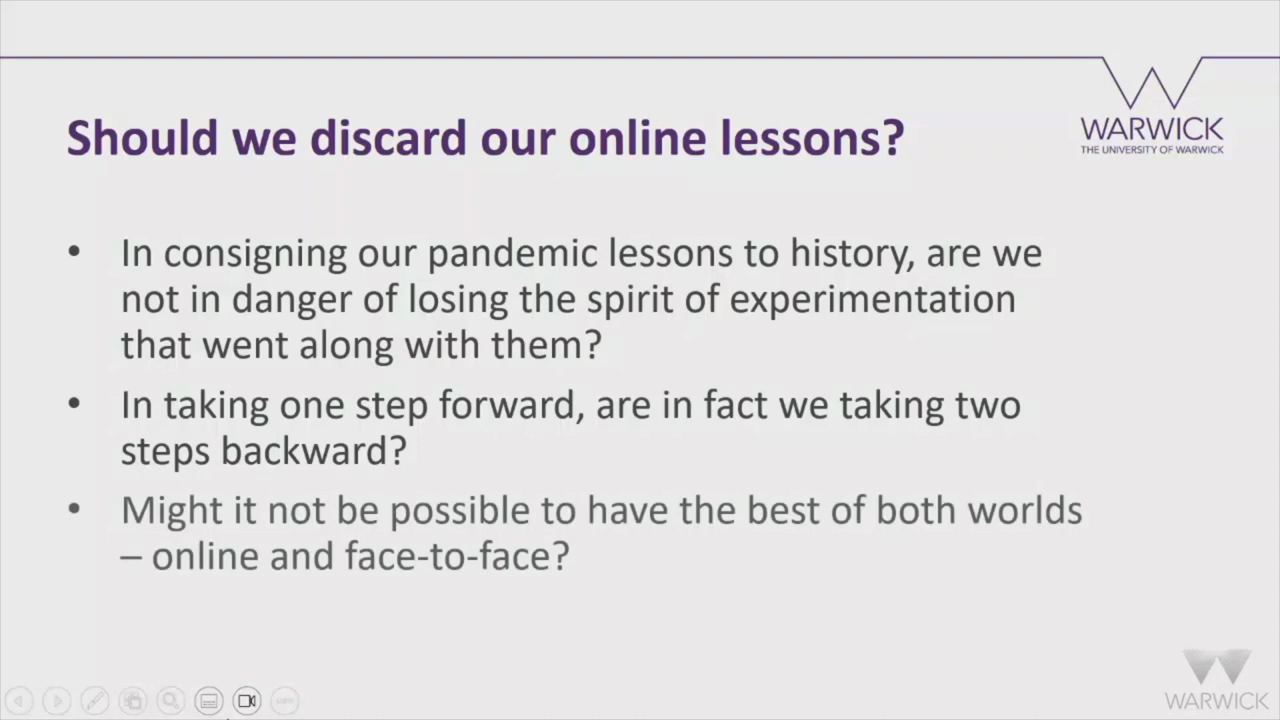 WARWICK
THE UNIVERSITY OF WARWICK
Should we discard our online lessons?
• In consigning our pandemic lessons to history, are we
not in danger of losing the spirit of experimentation
that went along with them?
• In taking one step forward, are in fact we taking two
steps backward?
• Might it not be possible to have the best of both worlds
– online and face-to-face?
WARWICK